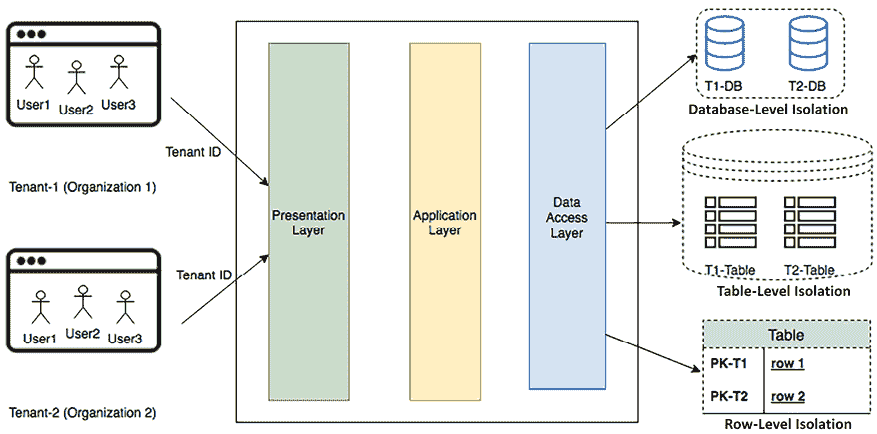 User1
User2
User3
Tenant ID
Tenant-1 (Organization 1)
Tenant ID
User1
User2
User3
Tenant-2 (Organization 2)
Presentation
Layer
Application
Layer
Data
Access
Layer
T1-DB
T2-DB
Database-Level Isolation
T1-Table
T2-Table
Table-Level Isolation
Table
PK-T1 row 1
PK-T2 row 2
Row-Level Isolation